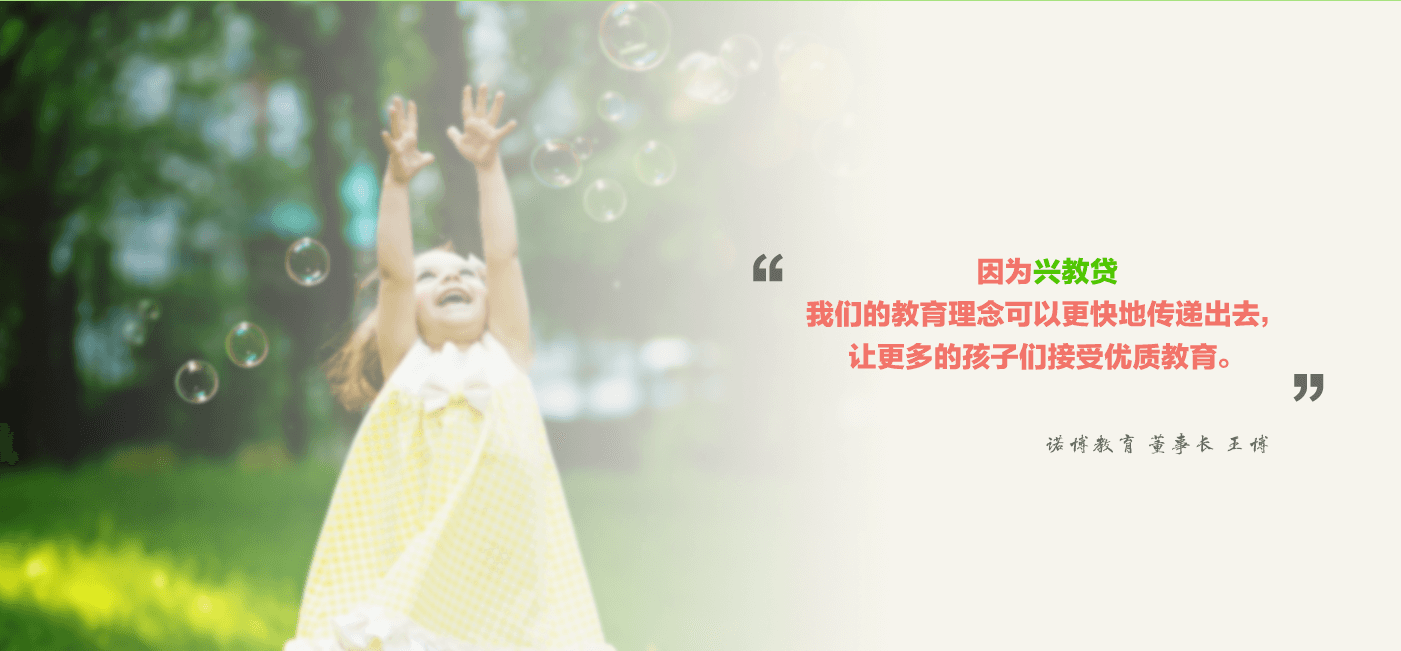 “
因为兴教贷
我们的教育理念可以更快地传递出去，
让更多的孩子们接受优质教育。
”
诺博教育 董事长 王博